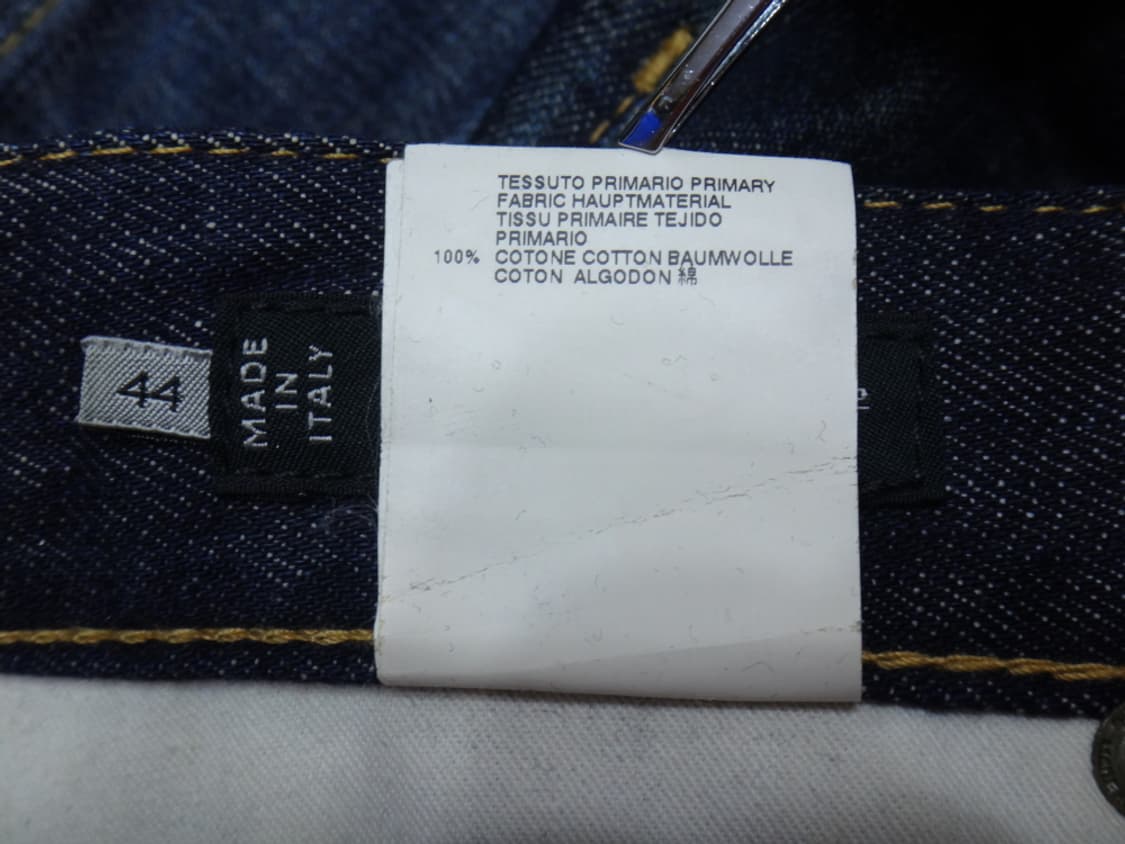 TESSUTO PRIMARIO PRIMARY
FABRIC HAUPTMATERIAL
TISSU PRIMAIRE TEJIDO
PRIMARIO
100% COTONE COTTON BAUMWOLLE
COTON ALGODON 綿
44
MADE
IN
ITALY